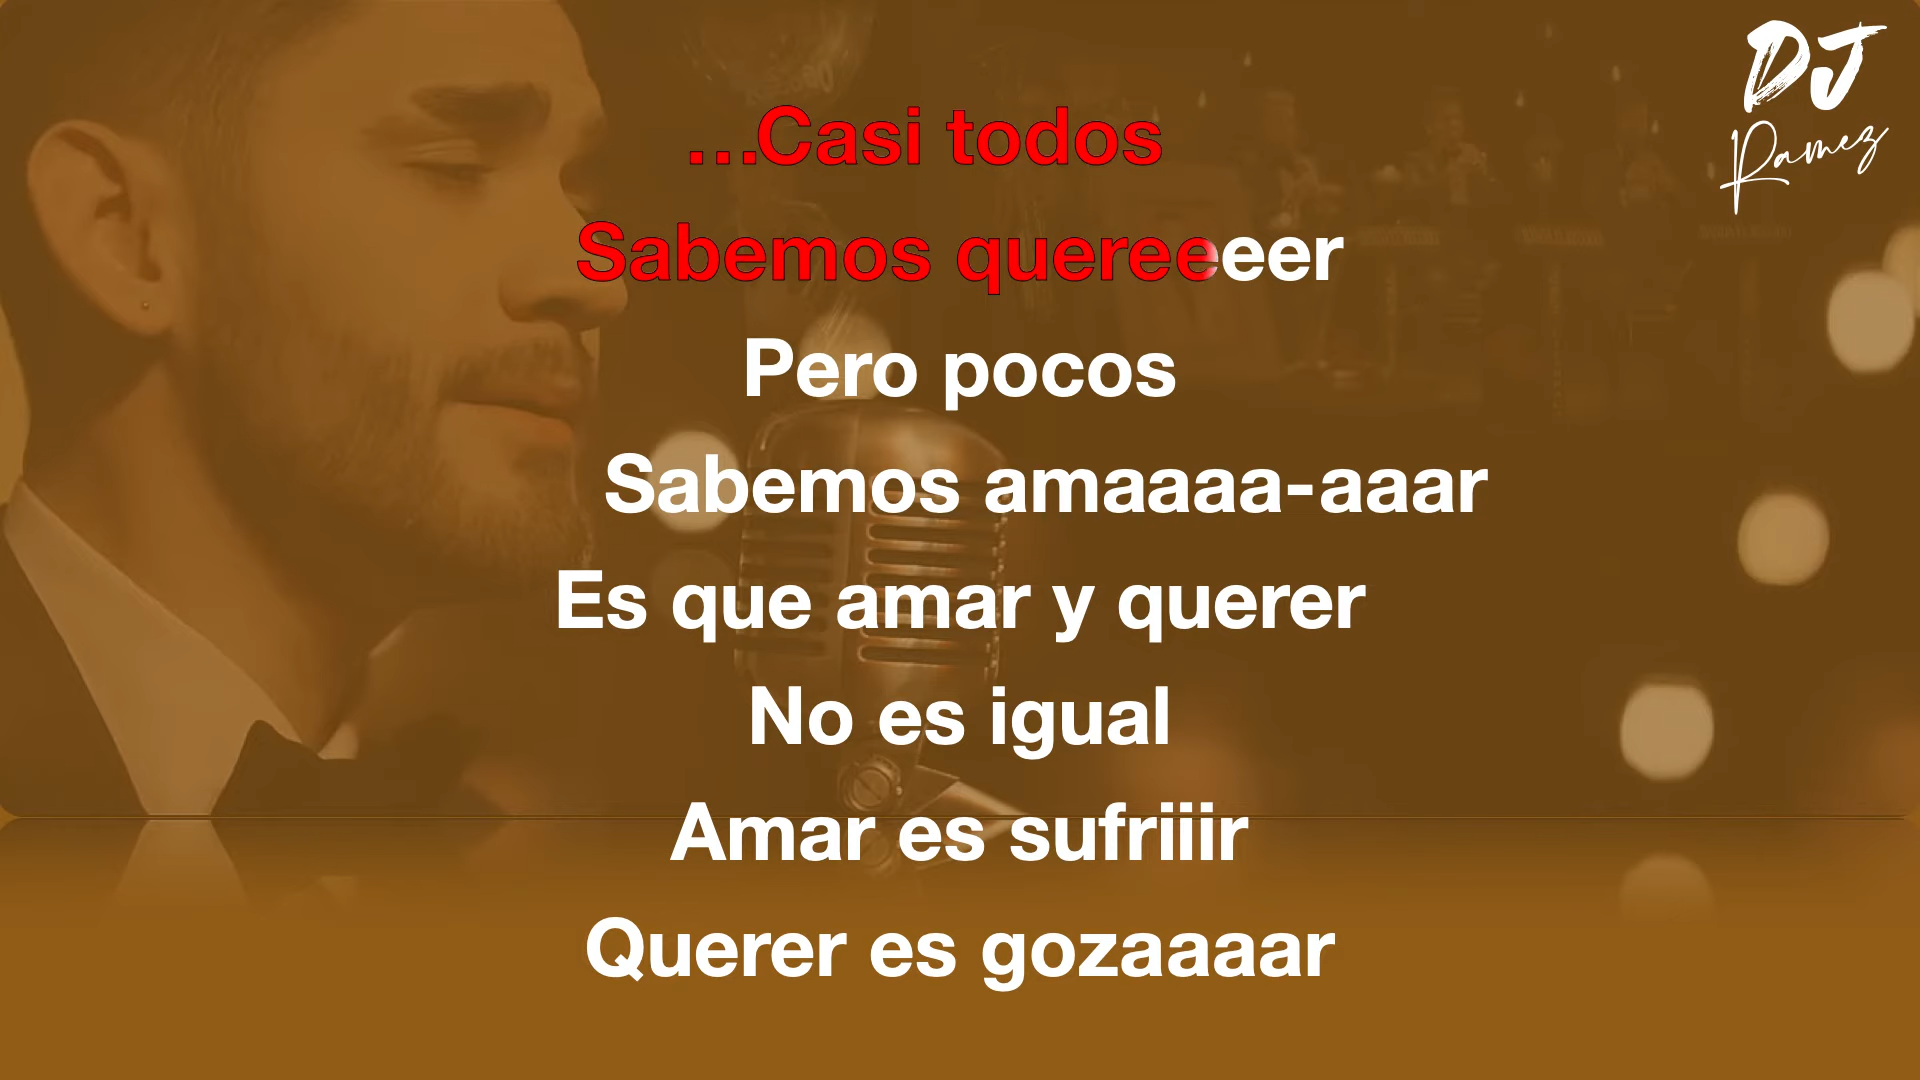 DJ
Ramez
...Casi todos
Sabemos quereeeer
Pero pocos
Sabemos amaaaa-aaar
Es que amar y querer
No es igual
Amar es sufriiir
Querer es gozaaaar